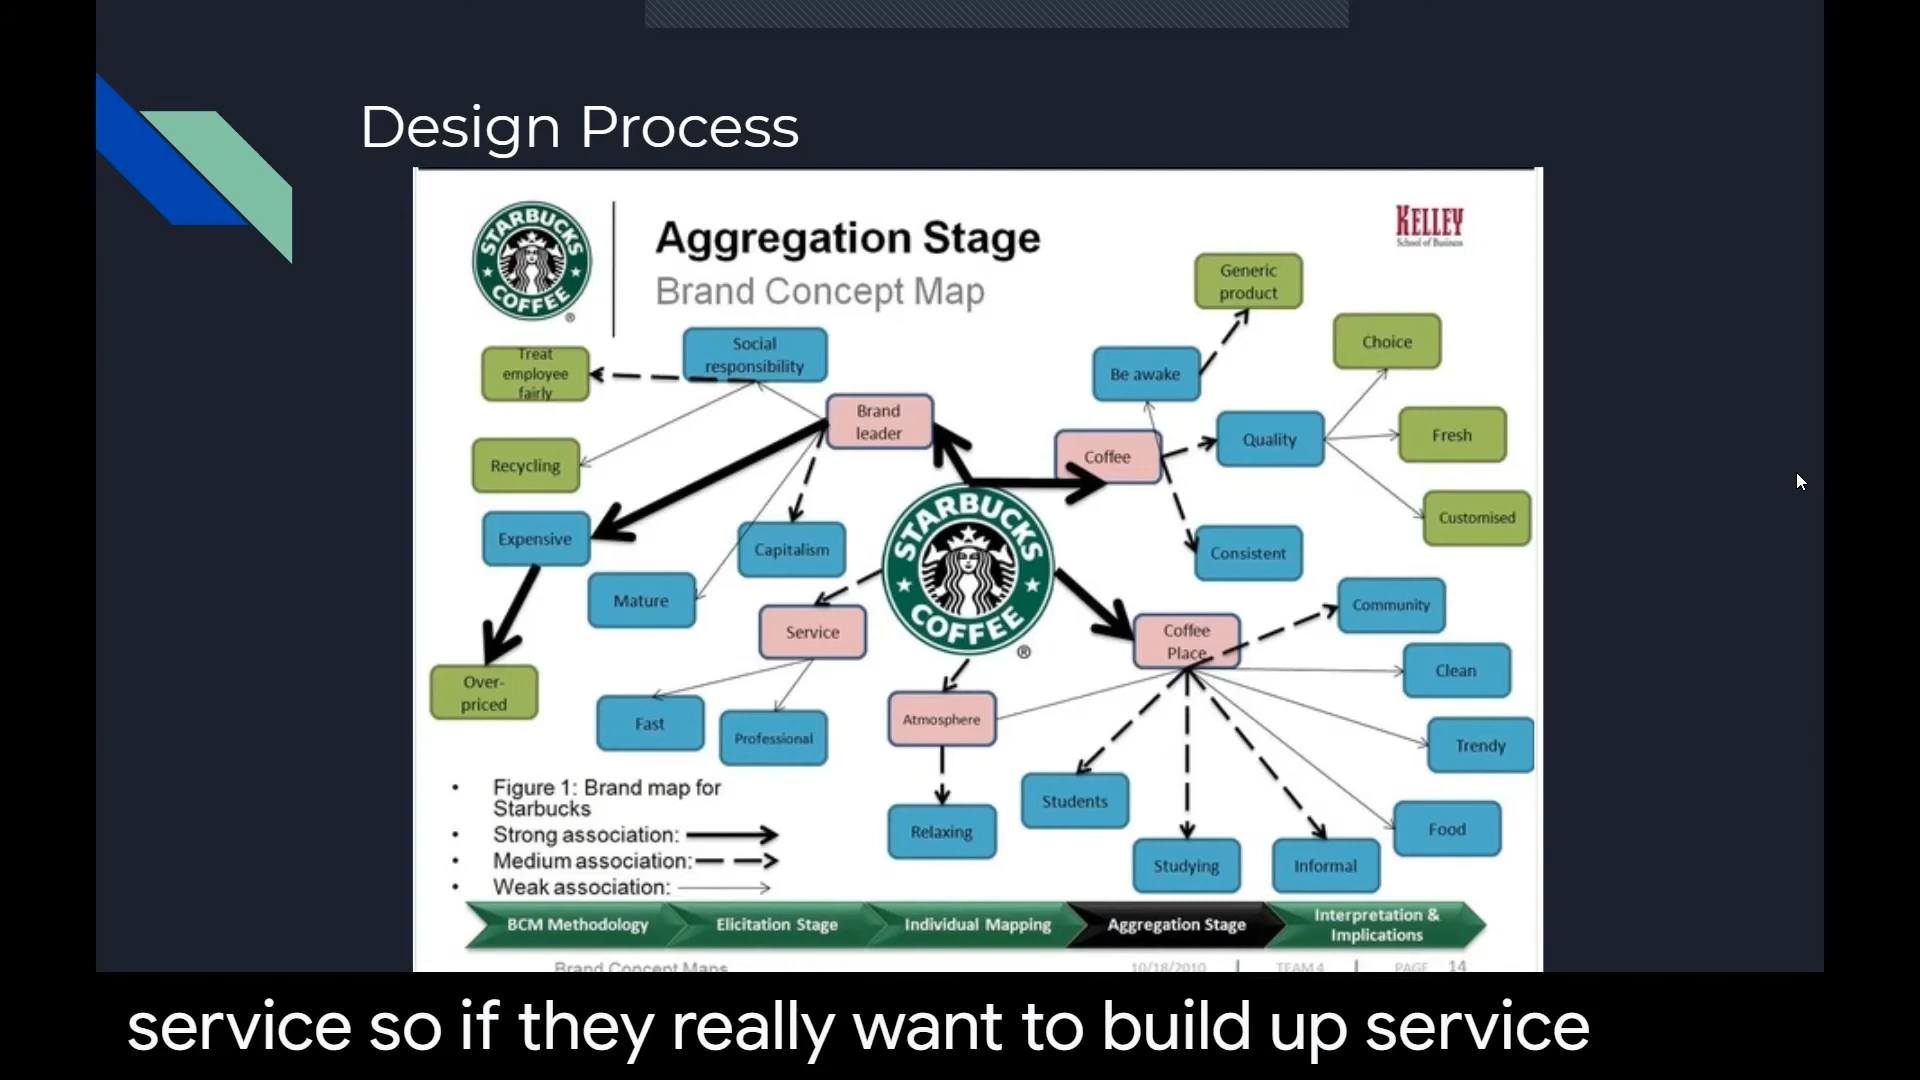 Design Process
STARBUCKS
COFFEE
®
Aggregation Stage
Brand Concept Map
KELLEY
School of Business
Generic
product
Choice
Social
responsibility
Treat
employee
fairly
Be awake
Brand
leader
Fresh
Quality
Coffee
Recycling
Customised
Expensive
Capitalism
Consistent
STARBUCKS
COFFEE
®
Mature
Community
Service
Coffee
Place
Clean
Over-
priced
Fast
Professional
Atmosphere
Trendy
Students
Relaxing
Food
Studying
Informal
• Figure 1: Brand map for
Starbucks
• Strong association:
• Medium association:
• Weak association:
BCM Methodology
Elicitation Stage
Individual Mapping
Aggregation Stage
Interpretation &
Implications
Brand Concept Maps
10/18/2010
TEAM 4
PAGE 14
service so if they really want to build up service